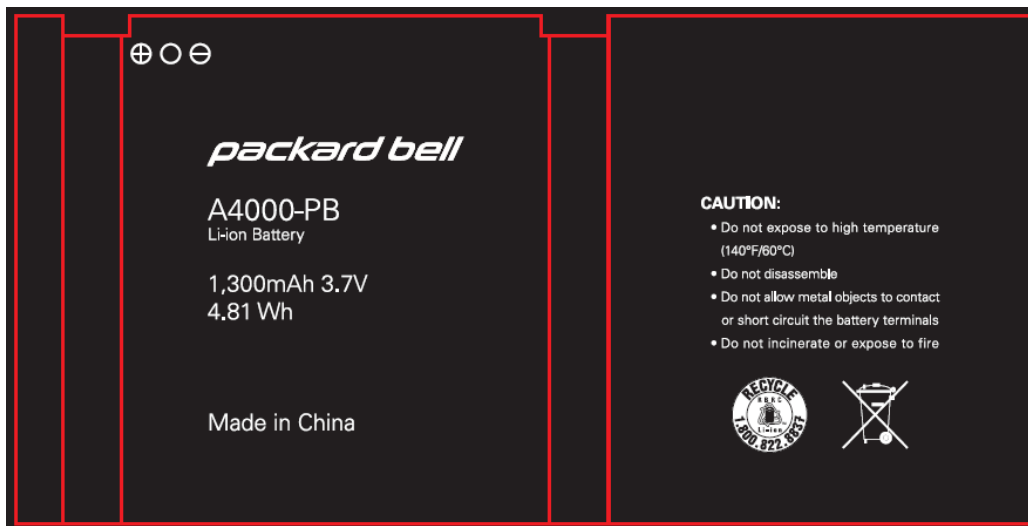 packard bell
A4000-PB
Li-ion Battery
1,300mAh 3.7V
4.81 Wh
Made in China
CAUTION:
• Do not expose to high temperature
(140°F/60°C)
• Do not disassemble
• Do not allow metal objects to contact
or short circuit the battery terminals
• Do not incinerate or expose to fire
RECYCLE
RBRC
Li-ion
1.800.822.8837